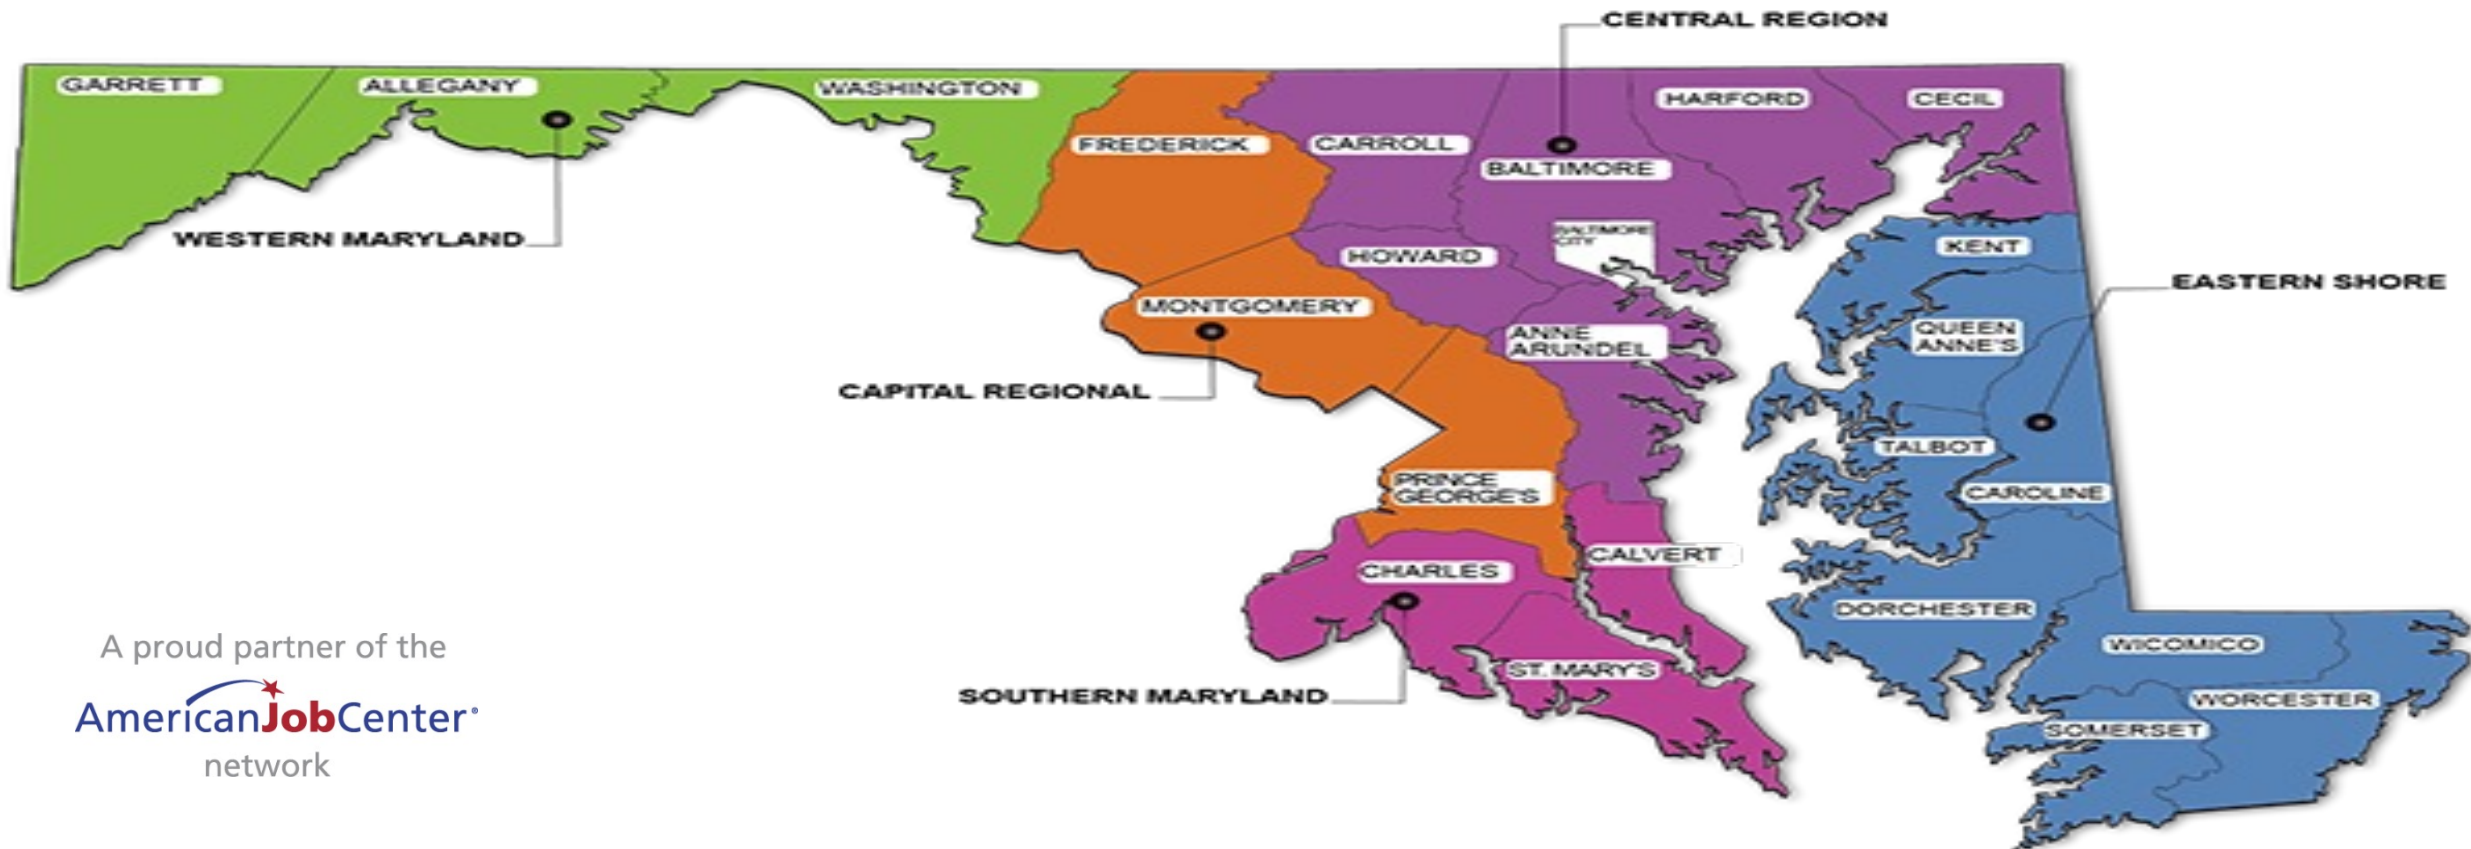 CENTRAL REGION
GARRETT
ALLEGANY
WASHINGTON
HARFORD
CECIL
FREDERICK
CARROLL
BALTIMORE
WESTERN MARYLAND
BALTIMORE
CITY
KENT
HOWARD
EASTERN SHORE
MONTGOMERY
QUEEN
ANNE'S
ANNE
ARUNDEL
CAPITAL REGIONAL
TALBOT
PRINCE
GEORGE'S
CAROLINE
CALVERT
CHARLES
DORCHESTER
WICOMICO
ST. MARY'S
SOUTHERN MARYLAND
WORCESTER
SOMERSET
A proud partner of the
AmericanJobCenter®
network